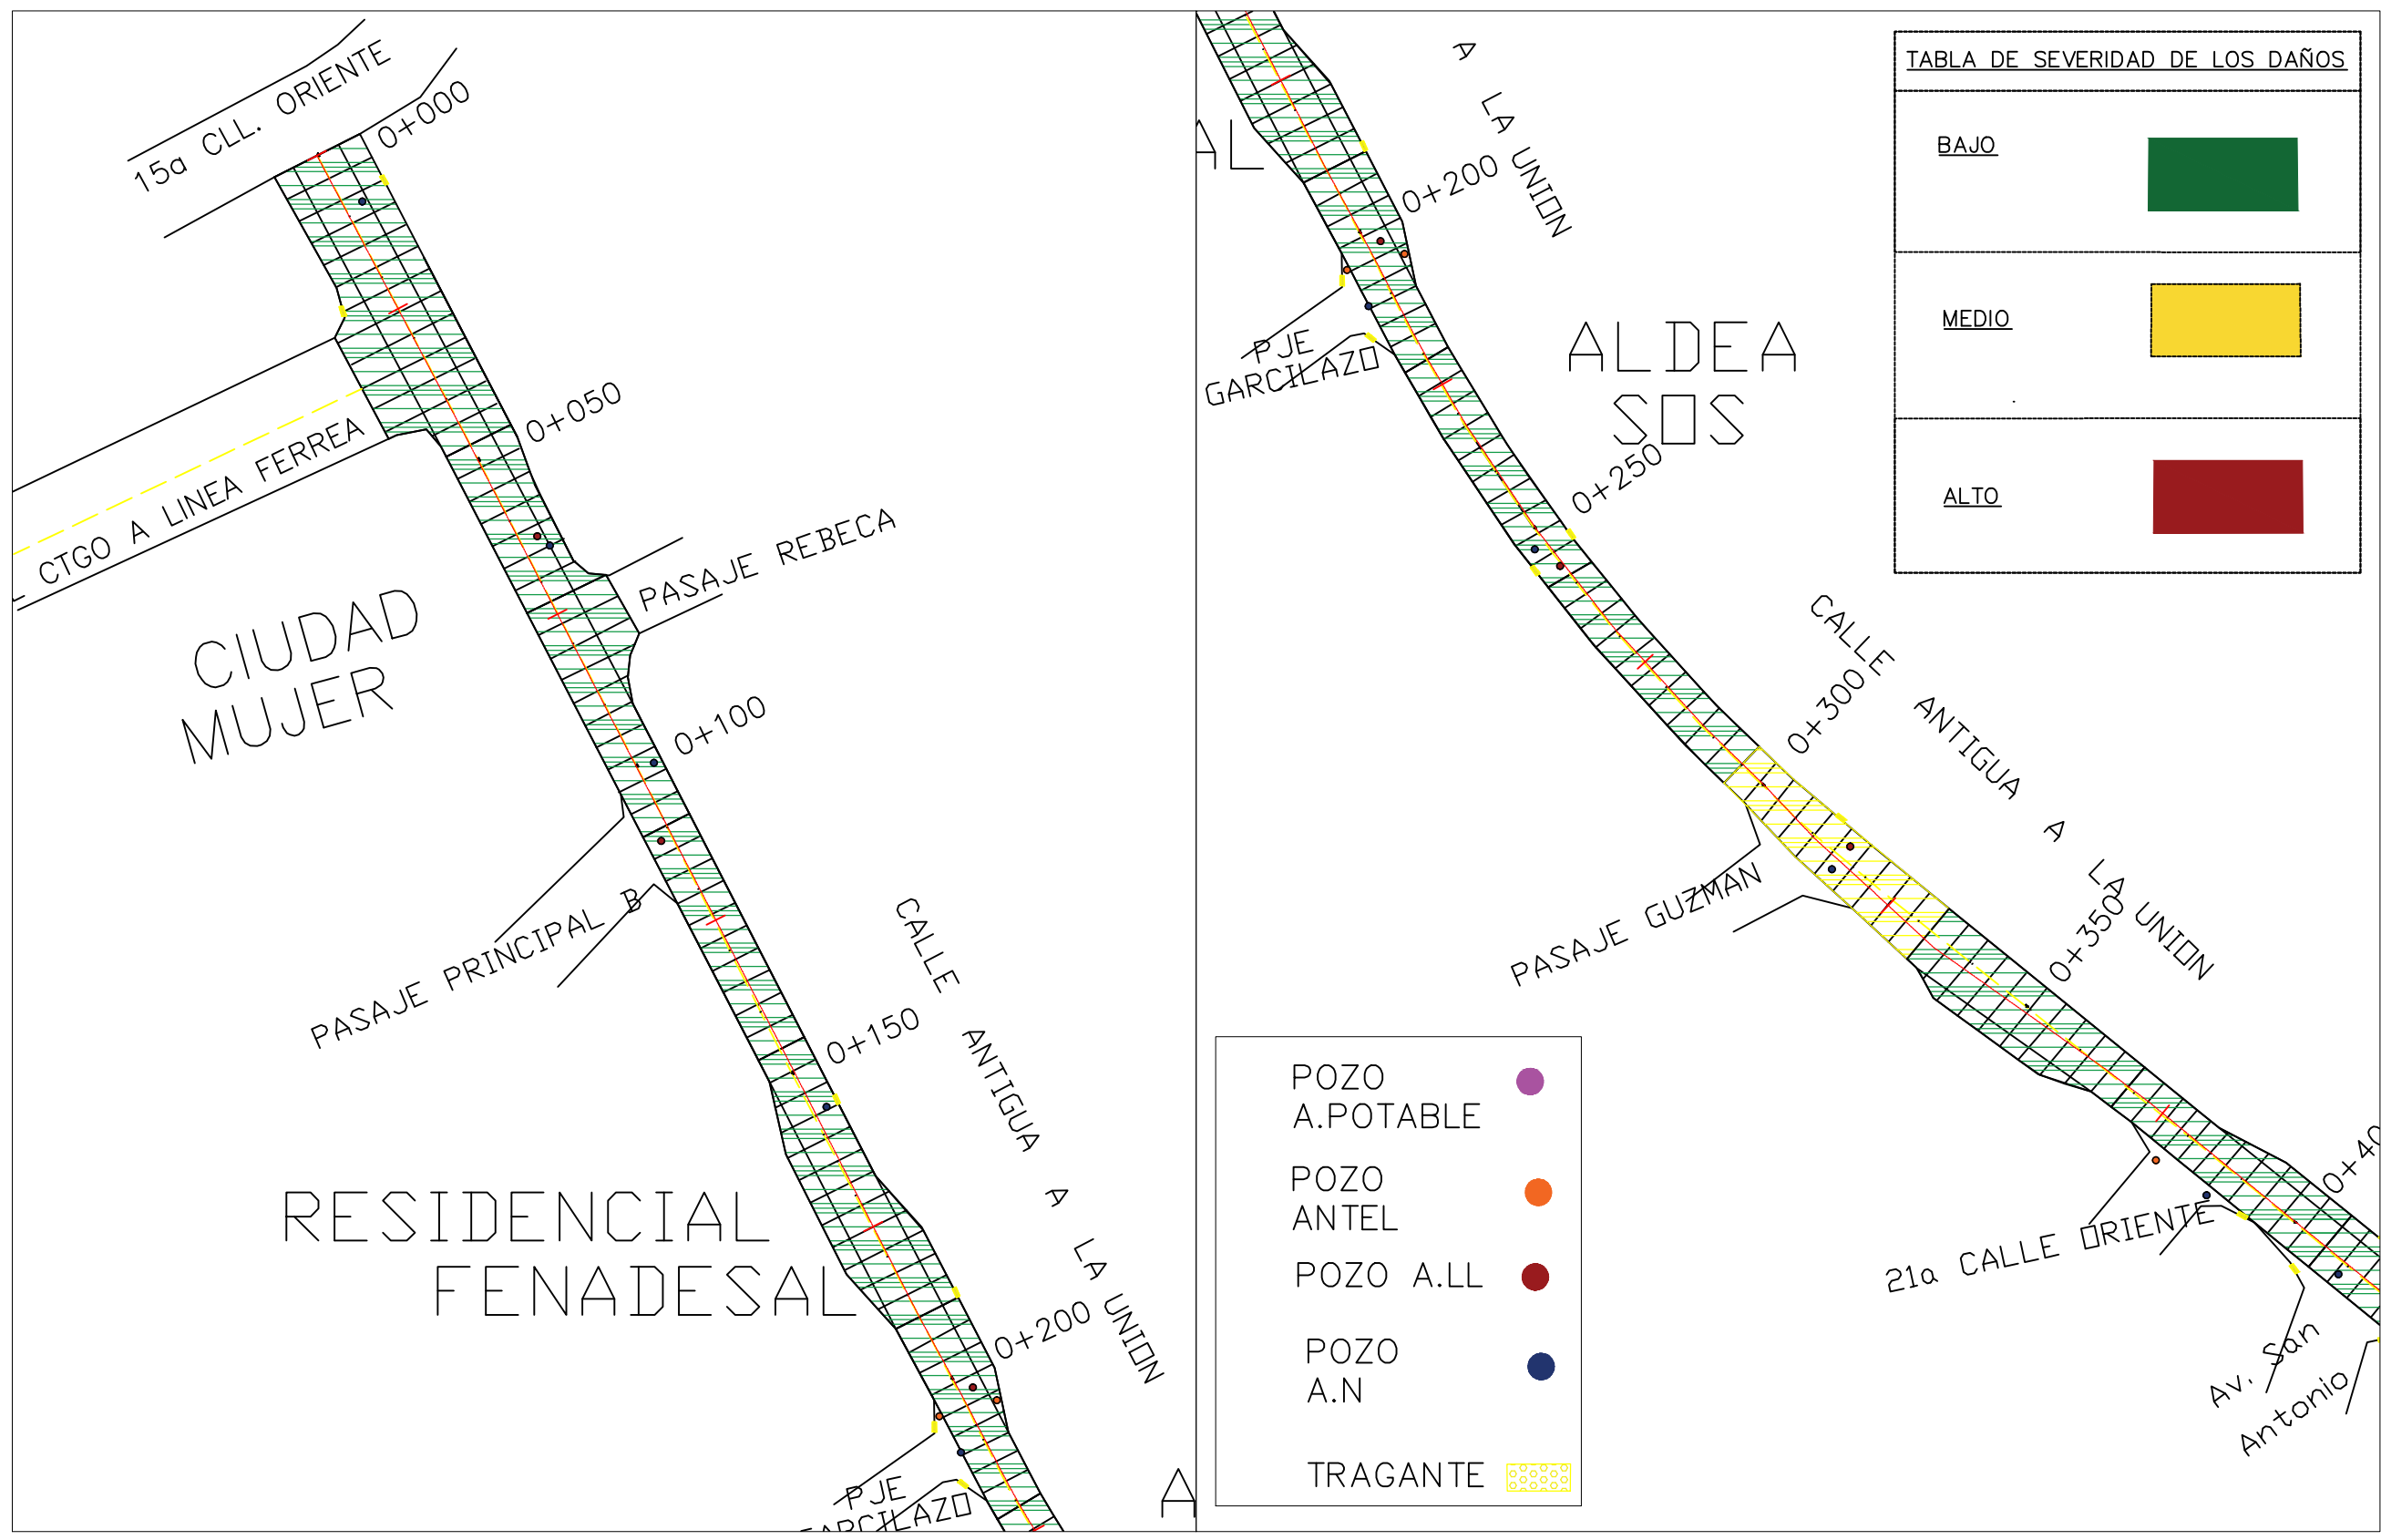 15a CLL. ORIENTE
0+000
CTGO A LINEA FERREA
0+050
PASAJE REBECA
CIUDAD
MUJER
0+100
PASAJE PRINCIPAL B
CALLE ANTIGUA A LA UNION
0+150
RESIDENCIAL
FENADESAL
0+200
PJE
A
AL
A LA UNION
0+200
PJE
GARCILAZO
ALDEA
SOS
0+250
CALLE ANTIGUA A LA UNION
0+300
PASAJE GUZMAN
0+350
21a CALLE ORIENTE
0+40
Av. San
Antonio
TABLA DE SEVERIDAD DE LOS DAÑOS
BAJO
MEDIO
ALTO
POZO
A.POTABLE
POZO
ANTEL
POZO A.LL
POZO
A.N
TRAGANTE